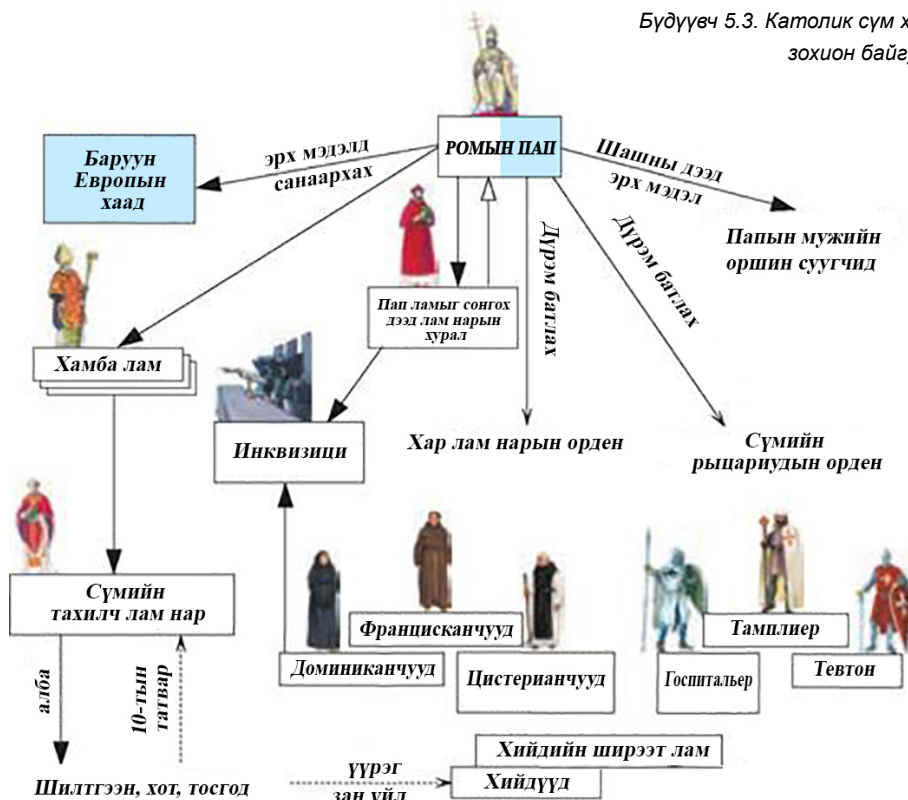 Бүдүүвч 5.3. Католик сүм
зохион
РОМЫН ПАП
Баруун
Европын
хаад
эрх мэдэлд
санаархах
Шашны дээд
эрх мэдэл
Папын мужийн
оршин суугчид
Дүрэм батлах
Дүрэм батлах
Пап ламыг сонгох
дээд лам нарын
хурал
Хамба лам
Инквизици
Хар лам нарын орден
Сүмийн
рыцариудын орден
Сүмийн
тахилч лам нар
Францисканчууд
Доминиканчууд
Цистерианчууд
Тамплиер
Госпитальер
Тевтон
алба
10-тын
татвар
Шилтгээн, хот, тосгод
үүрэг
зан үйл
Хийдийн ширээт лам
Хийдүүд